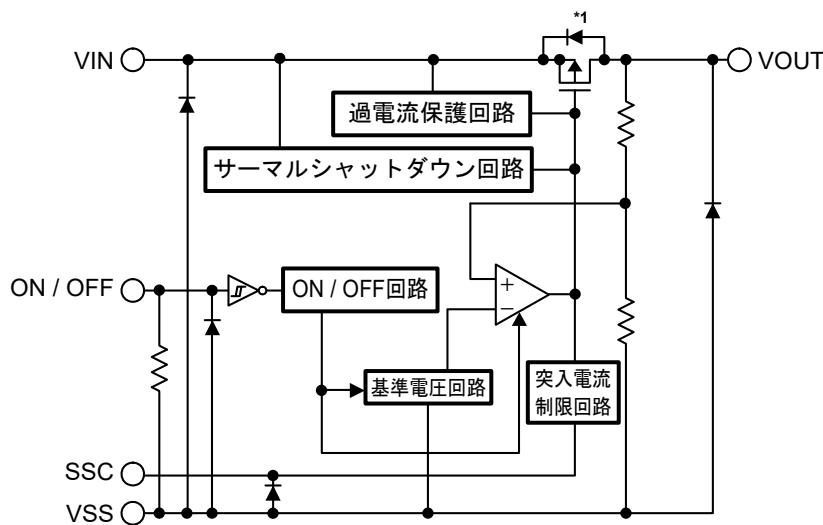 *1
VIN
VOUT
過電流保護回路
サーマルシャットダウン回路
+
−
ON / OFF
ON / OFF回路
基準電圧回路
突入電流
制限回路
SSC
VSS